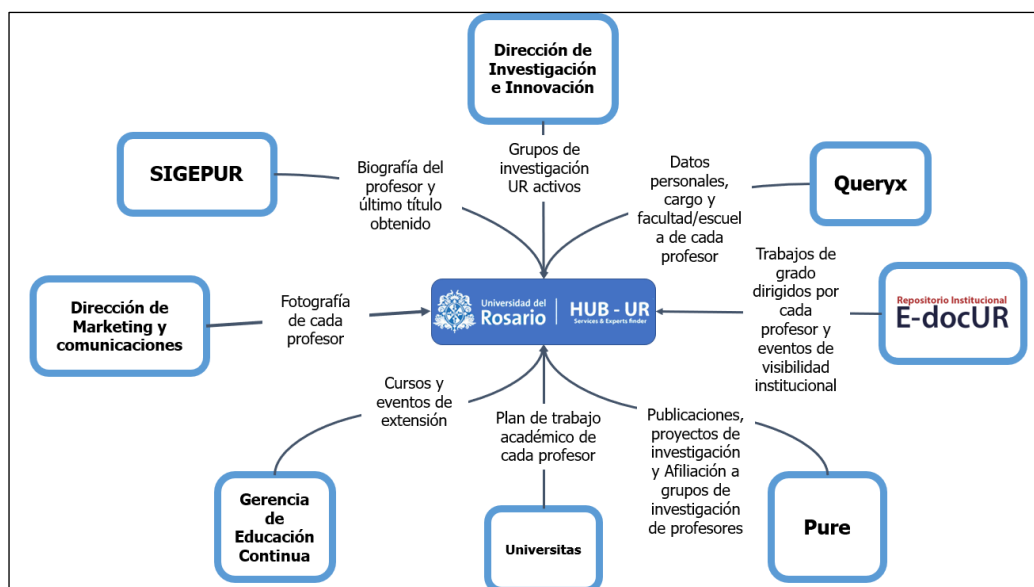 Dirección de
Investigación
e Innovación
SIGEPUR
Biografía del
profesor y
último título
obtenido
Grupos de
investigación
UR activos
Datos
personales,
cargo y
facultad/escuel
a de cada
profesor
Queryx
Dirección de
Marketing y
comunicaciones
Fotografía
de cada
profesor
Universidad del
Rosario
HUB - UR
Services & Experts finder
Trabajos de
grado
dirigidos por
cada
profesor y
eventos de
visibilidad
institucional
Repositorio Institucional
E-docUR
Cursos y
eventos de
extensión
Gerencia
de
Educación
Continua
Plan de trabajo
académico de
cada profesor
Universitas
Publicaciones,
proyectos de
investigación
y Afiliación a
grupos de
investigación
de profesores
Pure